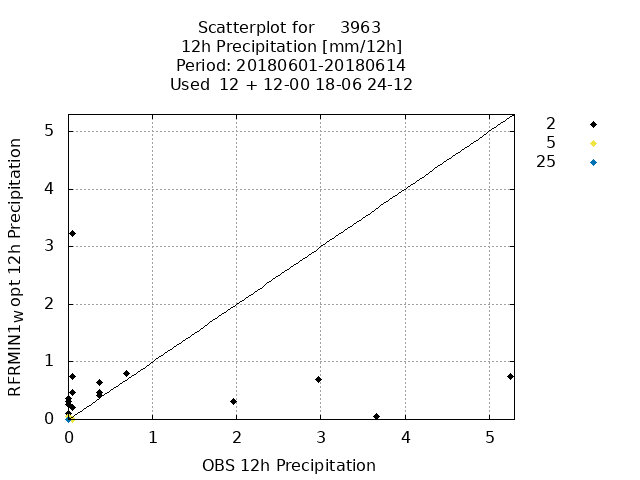 Scatterplot for 3963
12h Precipitation [mm/12h]
Period: 20180601-20180614
Used 12 + 12-00 18-06 24-12
2
5
25
5
4
3
2
1
0
RFRMIN1W opt 12h Precipitation
0 1 2 3 4 5
OBS 12h Precipitation